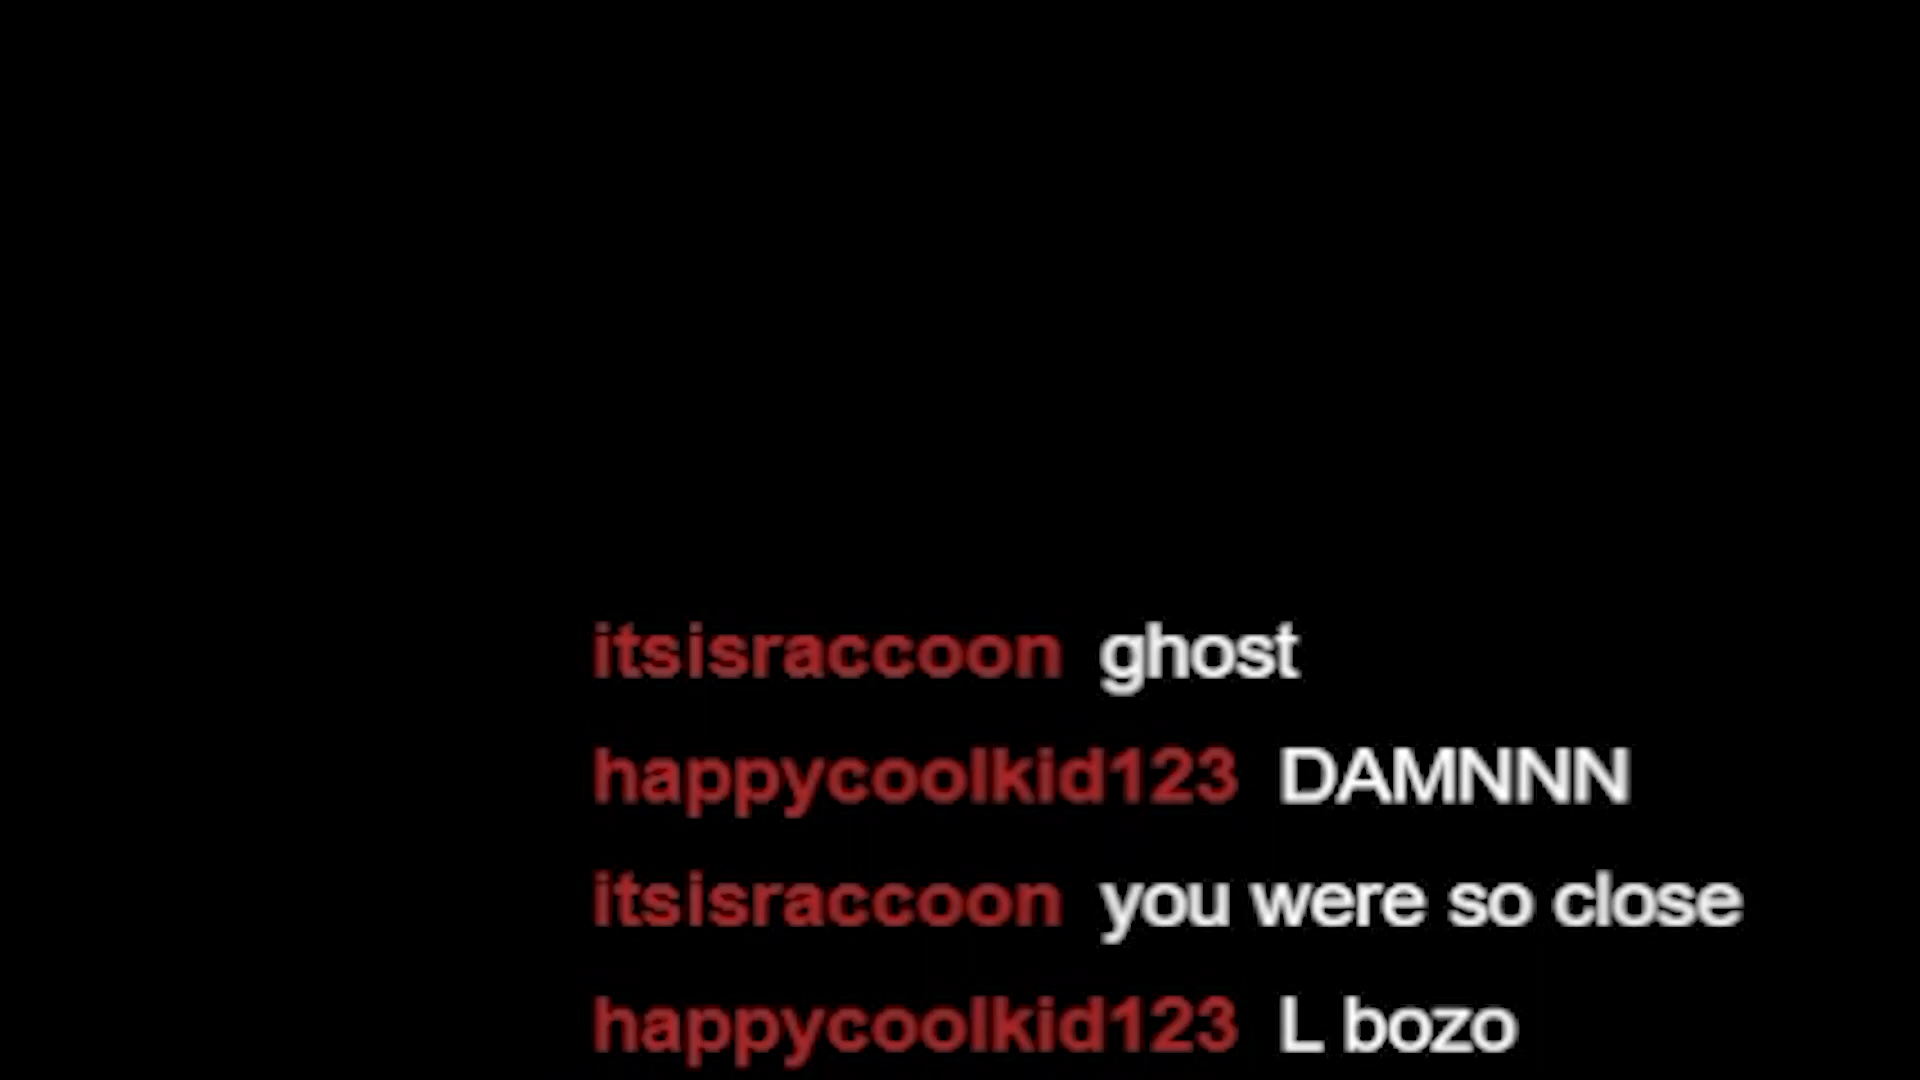 itsisraccoon ghost
happycoolkid123 DAMNNN
itsisraccoon you were so close
happycoolkid123 L bozo